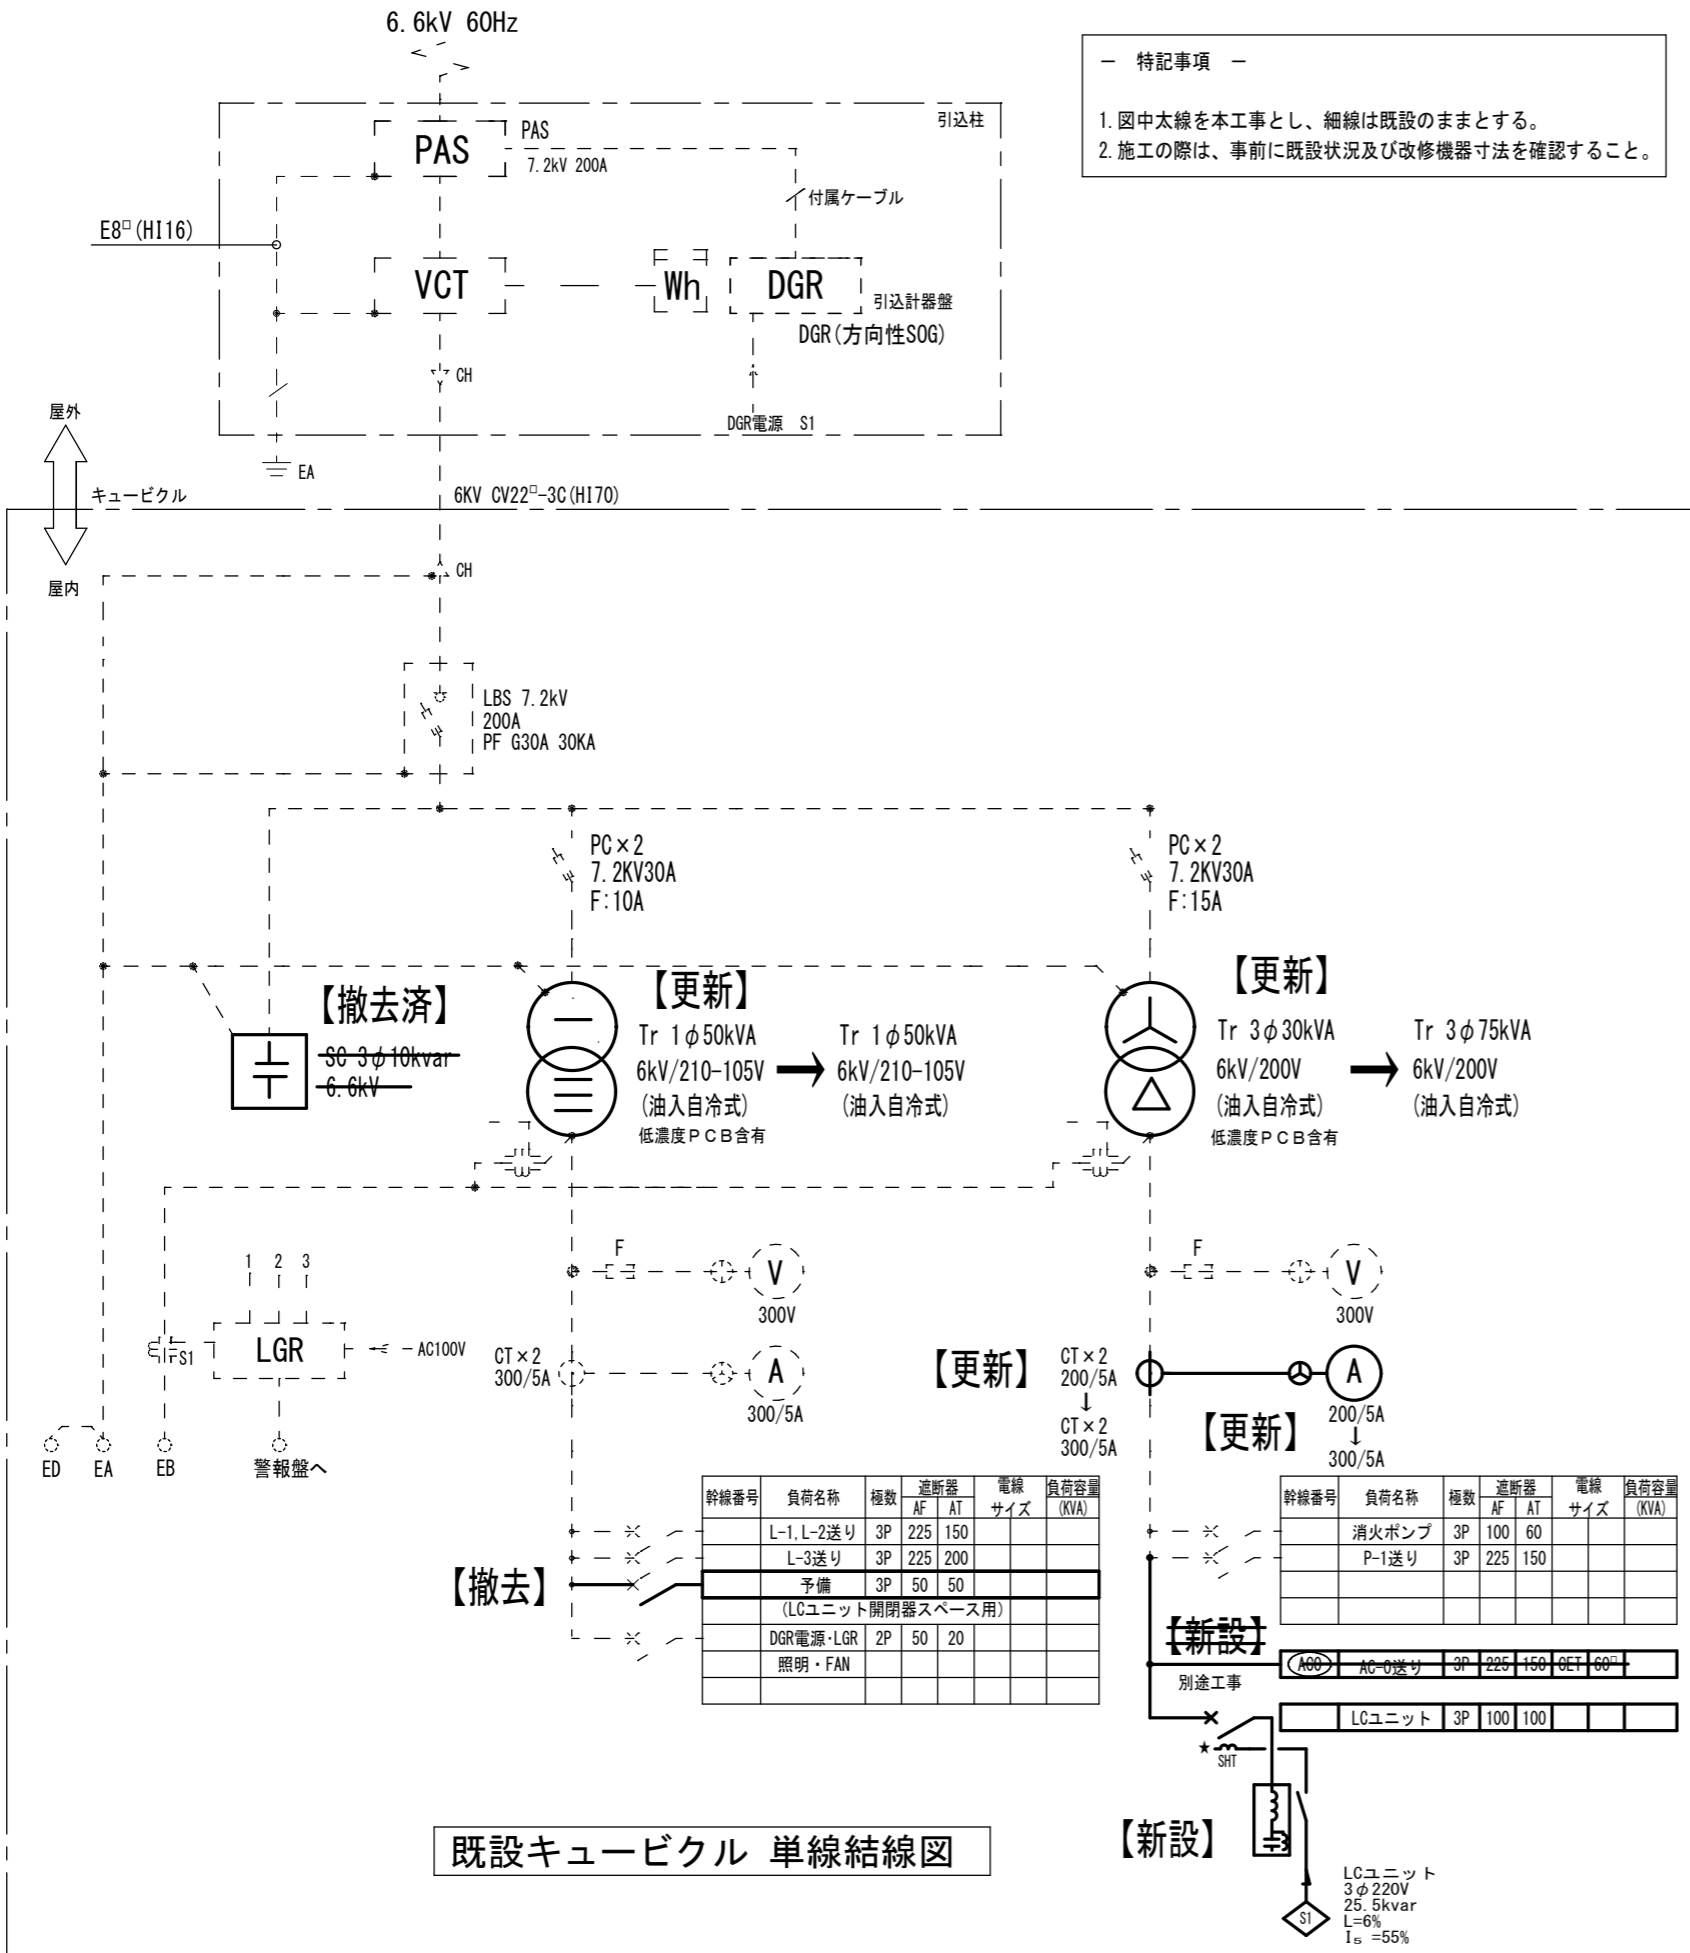 6.6kV 60Hz
－ 特記事項 －
1.図中太線を本工事とし、細線は既設のままとする。
2.施工の際は、事前に既設状況及び改修機器寸法を確認すること。
引込柱
PAS
PAS
7.2kV 200A
付属ケーブル
E8□(HI16)
VCT
Wh
DGR
引込計器盤
DGR(方向性SOG)
CH
DGR電源 S1
EA
屋外
キュービクル
6KV CV22□-3C(HI70)
屋内
CH
LBS 7.2kV
200A
PF G30A 30KA
PC×2
7.2KV30A
F:10A
PC×2
7.2KV30A
F:15A
【撤去済】
SC 3φ10kvar
6.6kV
【更新】
Tr 1φ50kVA
6kV/210-105V
(油入自冷式)
低濃度PCB含有
Tr 1φ50kVA
6kV/210-105V
(油入自冷式)
【更新】
Tr 3φ30kVA
6kV/200V
(油入自冷式)
低濃度PCB含有
Tr 3φ75kVA
6kV/200V
(油入自冷式)
1 2 3
LGR
S1
AC100V
警報盤へ
ED EA EB
F
V
300V
CT×2
300/5A
A
300/5A
F
V
300V
【更新】
CT×2
200/5A
↓
CT×2
300/5A
A
【更新】
200/5A
↓
300/5A
幹線番号 負荷名称 極数 遮断器 電線サイズ 負荷容量
AF AT (KVA)
L-1,L-2送り 3P 225 150
L-3送り 3P 225 200
【撤去】
予備 3P 50 50
(LCユニット開閉器スペース用)
DGR電源・LGR 2P 50 20
照明・FAN
幹線番号 負荷名称 極数 遮断器 電線サイズ 負荷容量
AF AT (KVA)
消火ポンプ 3P 100 60
P-1送り 3P 225 150
【新設】
別途工事
AC0 AC-0送り 3P 225 150 CET 60□
LCユニット 3P 100 100
★
SHT
【新設】
S1
LCユニット
3φ220V
25.5kvar
L=6%
Is =55%
既設キュービクル 単線結線図